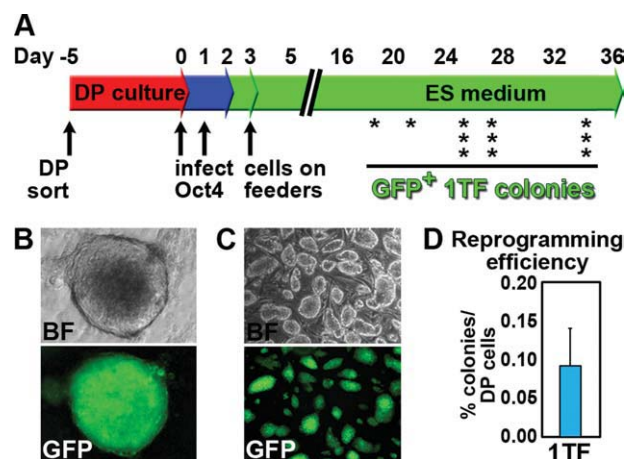 A
Day -5 0 1 2 3 5 16 20 24 28 32 36
DP culture ES medium
* * * * *
* * *
* * *
DP sort
infect Oct4
cells on feeders
GFP+ 1TF colonies
B
BF
GFP
C
BF
GFP
D Reprogramming
efficiency
% colonies/
DP cells
0.20
0.15
0.10
0.05
0.00
1TF